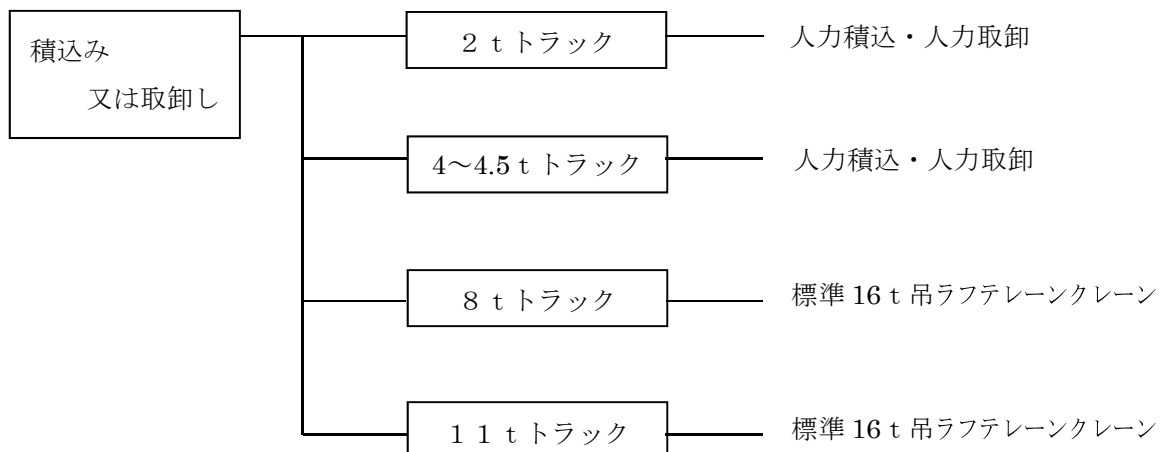 積込み
又は取卸し
２ｔトラック
人力積込・人力取卸
4～4.5ｔトラック
人力積込・人力取卸
８ｔトラック
標準 16ｔ吊ラフテレーンクレーン
１１ｔトラック
標準 16ｔ吊ラフテレーンクレーン